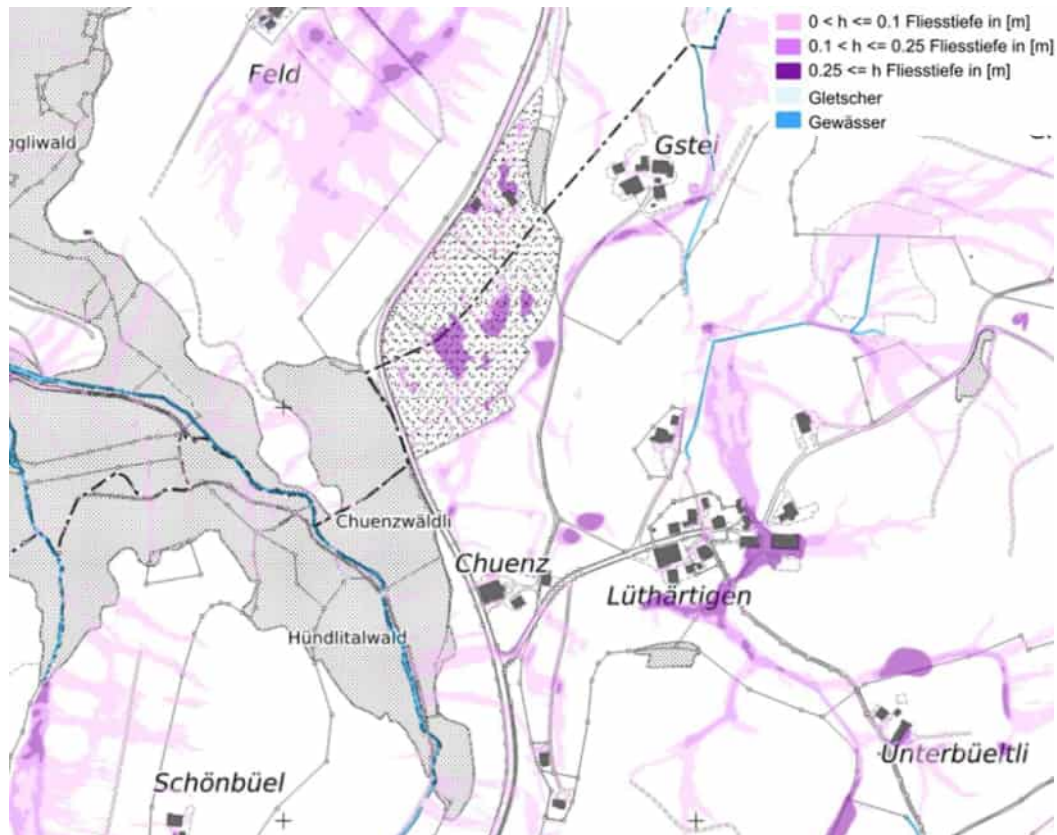 0 < h <= 0.1 Fliesstiefe in [m]
0.1 < h <= 0.25 Fliesstiefe in [m]
0.25 <= h Fliesstiefe in [m]
Gletscher
Gewässer
Feld
ggliwald
Gstei
Chuenzwäldli
Chuenz
Lüthärtigen
Hündlitalwald
Unterbüeltli
Schönbüel